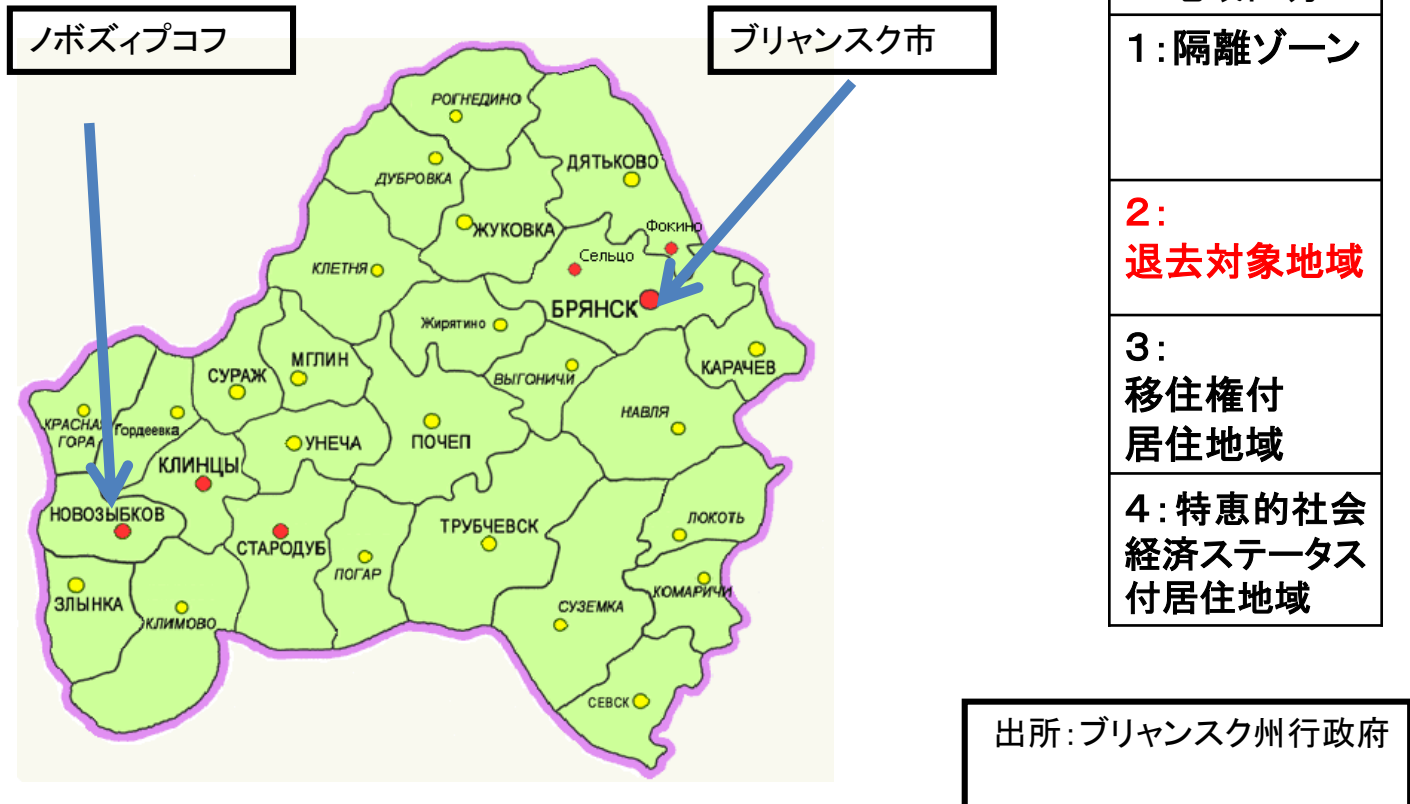 ノボズィプコフ
ブリャンスク市
РОГНЕДИНО
ДУБРОВКА
ДЯТЬКОВО
ЖУКОВКА
Фокино
Сельцо
КЛЕТНЯ
БРЯНСК
Жирятино
КАРАЧЕВ
МГЛИН
СУРАЖ
ВЫГОНИЧИ
НАВЛЯ
КРАСНАЯ
ГОРА
Гордеевка
УНЕЧА
ПОЧЕП
КЛИНЦЫ
НОВОЗЫБКОВ
СТАРОДУБ
ТРУБЧЕВСК
ЛОКОТЬ
ПОГАР
ЗЛЫНКА
КЛИМОВО
СУЗЕМКА
КОМАРИЧИ
СЕВСК
1:隔離ゾーン
2:
退去対象地域
3:
移住権付
居住地域
4:特恵的社会
経済ステータス
付居住地域
出所:ブリャンスク州行政府